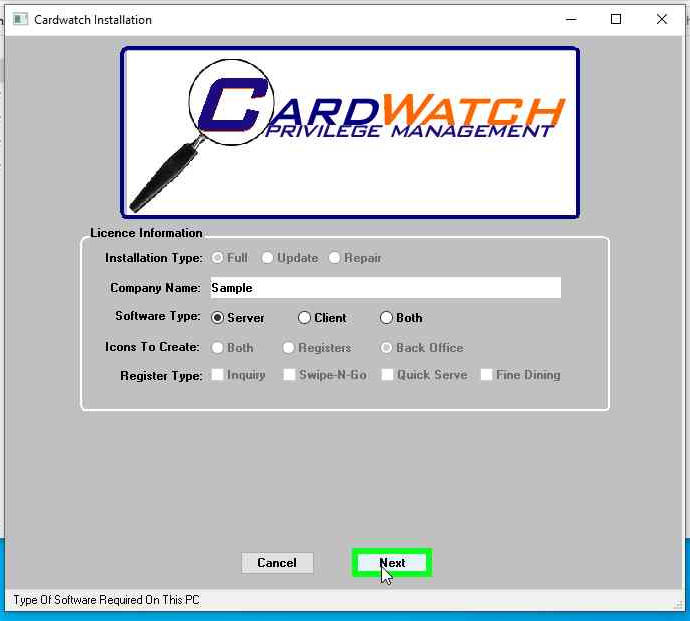 Cardwatch Installation
CARDWATCH
PRIVILEGE MANAGEMENT
Licence Information
Installation Type: Full Update Repair
Company Name: Sample
Software Type: Server Client Both
Icons To Create: Both Registers Back Office
Register Type: Inquiry Swipe-N-Go Quick Serve Fine Dining
Cancel Next
Type Of Software Required On This PC